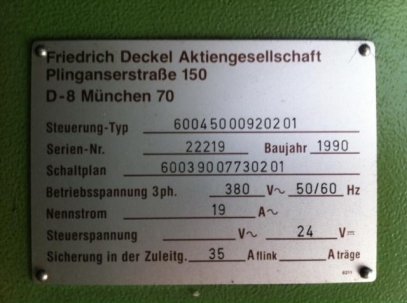 Friedrich Deckel Aktiengesellschaft
Plinganserstraße 150
D-8 München 70
Steuerung-Typ 60045000920201
Serien-Nr. 22219 Baujahr 1990
Schaltplan 60039007730201
Betriebsspannung 3ph. 380 V~ 50/60 Hz
Nennstrom 19 A~
Steuerspannung V~ 24 V⎓
Sicherung in der Zuleitg. 35 A flink A träge